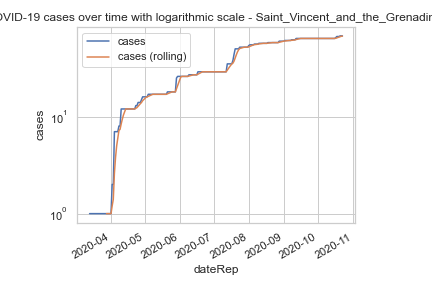 OVID-19 cases over time with logarithmic scale - Saint_Vincent_and_the_Grenadin
cases
cases (rolling)
cases
10¹
10⁰
2020-04
2020-05
2020-06
2020-07
2020-08
2020-09
2020-10
2020-11
dateRep